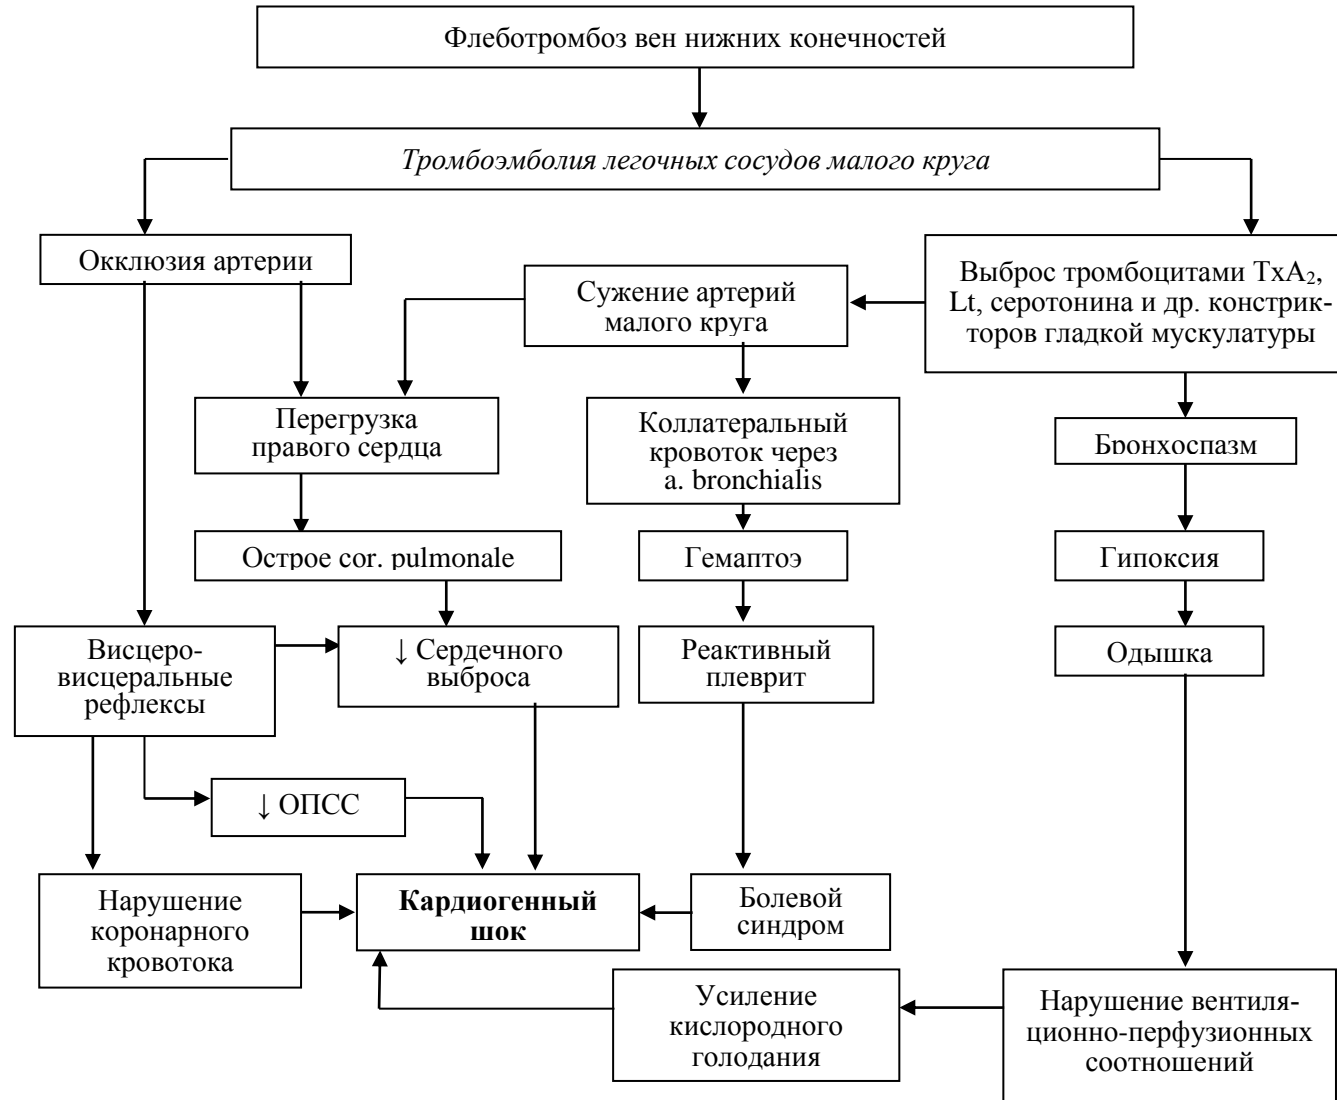 Флеботромбоз вен нижних конечностей
Тромбоэмболия легочных сосудов малого круга
Окклюзия артерии
Сужение артерий
малого круга
Выброс тромбоцитами TxA₂,
Lt, серотонина и др. констрик-
торов гладкой мускулатуры
Перегрузка
правого сердца
Коллатеральный
кровоток через
a. bronchialis
Бронхоспазм
Острое cor. pulmonale
Гемаптоэ
Гипоксия
Висцеро-
висцеральные
рефлексы
↓ Сердечного
выброса
Реактивный
плеврит
Одышка
↓ ОПСС
Нарушение
коронарного
кровотока
Кардиогенный
шок
Болевой
синдром
Усиление
кислородного
голодания
Нарушение вентиля-
ционно-перфузионных
соотношений